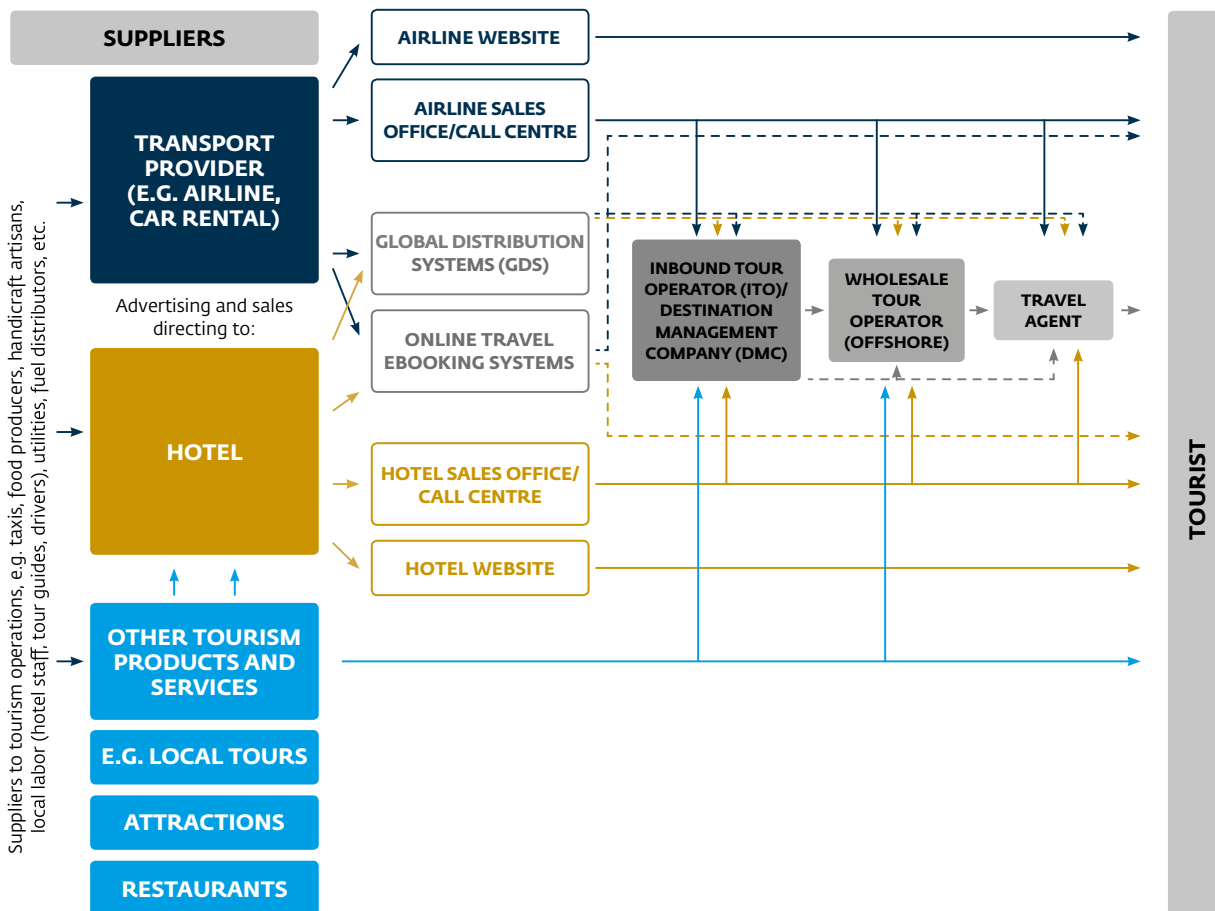 SUPPLIERS
Suppliers to tourism operations, e.g. taxis, food producers, handicraft artisans,
local labor (hotel staff, tour guides, drivers), utilities, fuel distributors, etc.
TRANSPORT
PROVIDER
(E.G. AIRLINE,
CAR RENTAL)
Advertising and sales
directing to:
HOTEL
OTHER TOURISM
PRODUCTS AND
SERVICES
E.G. LOCAL TOURS
ATTRACTIONS
RESTAURANTS
AIRLINE WEBSITE
AIRLINE SALES
OFFICE/CALL CENTRE
GLOBAL DISTRIBUTION
SYSTEMS (GDS)
ONLINE TRAVEL
EBOOKING SYSTEMS
HOTEL SALES OFFICE/
CALL CENTRE
HOTEL WEBSITE
INBOUND TOUR
OPERATOR (ITO)/
DESTINATION
MANAGEMENT
COMPANY (DMC)
WHOLESALE
TOUR
OPERATOR
(OFFSHORE)
TRAVEL
AGENT
TOURIST